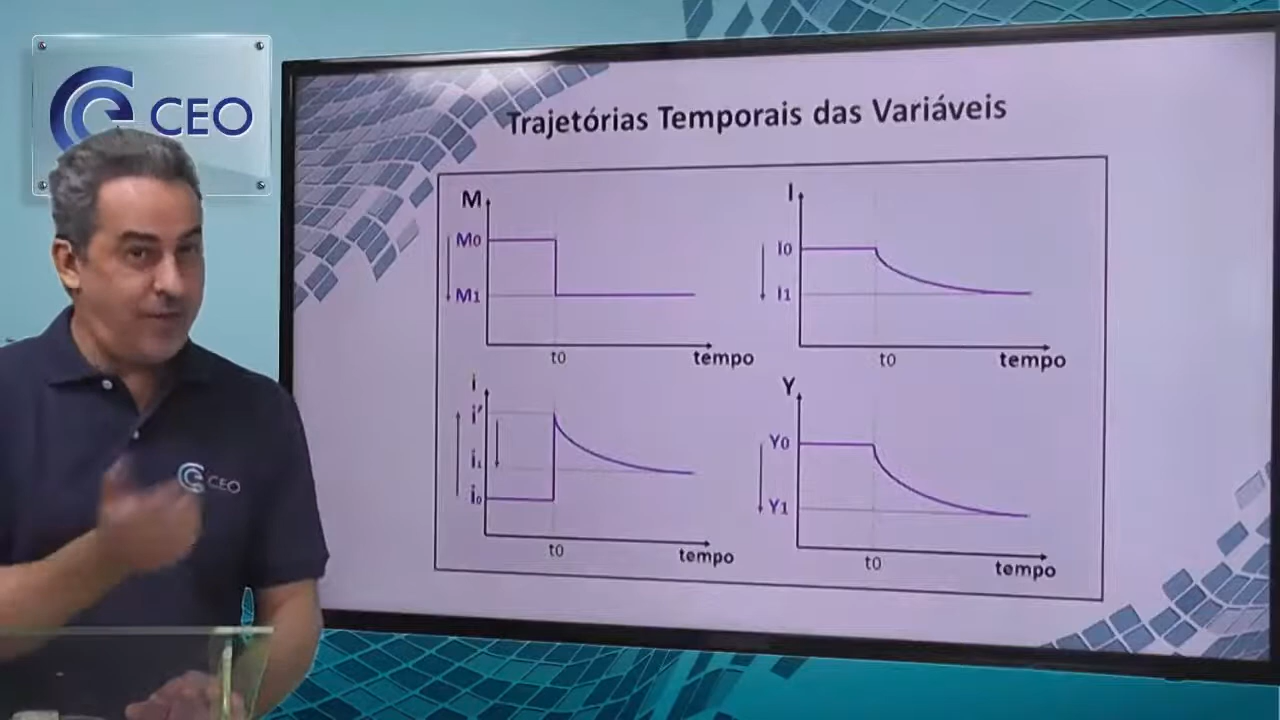 CEO
Trajetórias Temporais das Variáveis
M
M0
M1
t0
tempo
I
I0
I1
t0
tempo
i
i'
i₁
i₀
t0
tempo
Y
Y0
Y1
t0
tempo
CEO